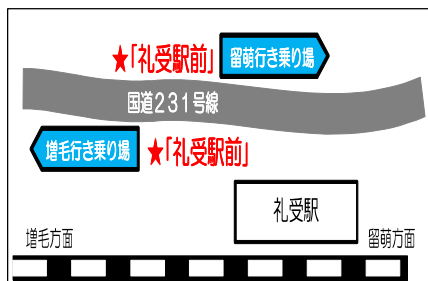 ★「礼受駅前」 留萌行き乗り場
国道231号線
増毛行き乗り場 ★「礼受駅前」
礼受駅
増毛方面 留萌方面